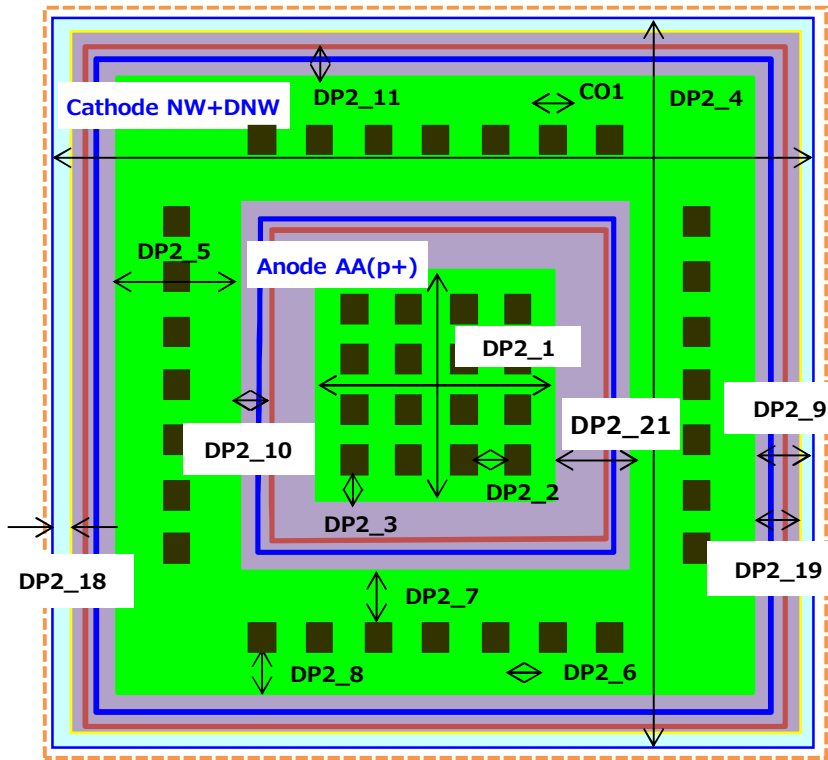 CO1
DP2_4
DP2_11
Cathode NW+DNW
DP2_5
Anode AA(p+)
DP2_1
DP2_9
DP2_21
DP2_10
DP2_2
DP2_3
DP2_19
DP2_18
DP2_7
DP2_8
DP2_6